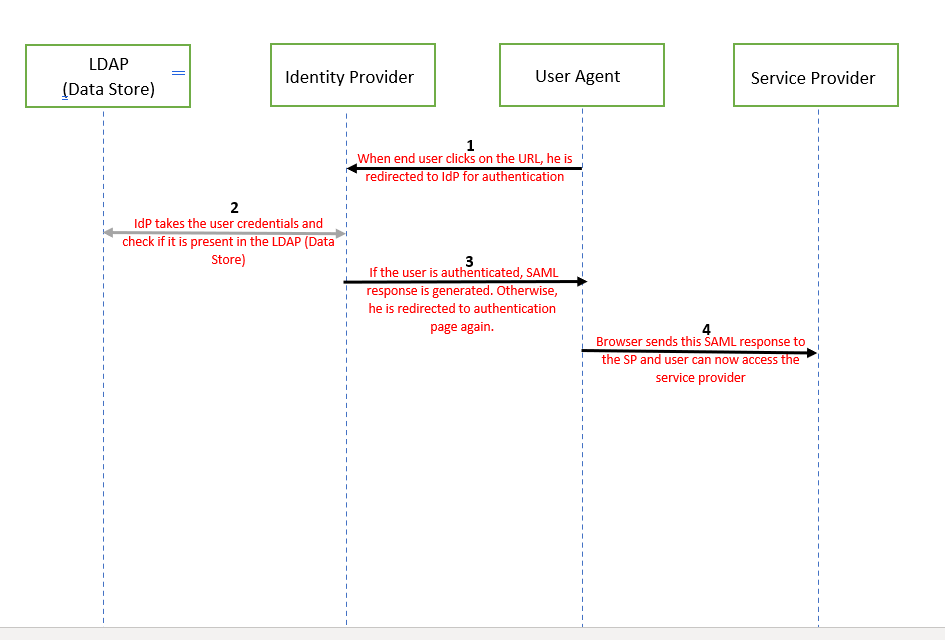 LDAP
(Data Store)
Identity Provider
User Agent
Service Provider
1
When end user clicks on the URL, he is
redirected to IdP for authentication
2
IdP takes the user credentials and
check if it is present in the LDAP (Data
Store)
3
If the user is authenticated, SAML
response is generated. Otherwise,
he is redirected to authentication
page again.
4
Browser sends this SAML response to
the SP and user can now access the
service provider